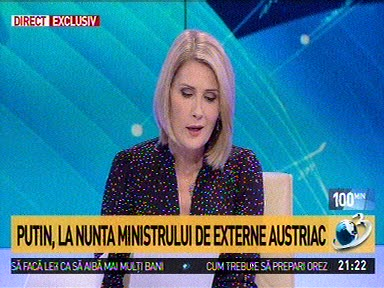 DIRECT EXCLUSIV
100 MIN
PUTIN, LA NUNTA MINISTRULUI DE EXTERNE AUSTRIAC
SĂ FACĂ LEI CA SĂ AIBĂ MAI MULȚI BANI CUM TREBUIE SĂ PREPARI OREZ 21:22